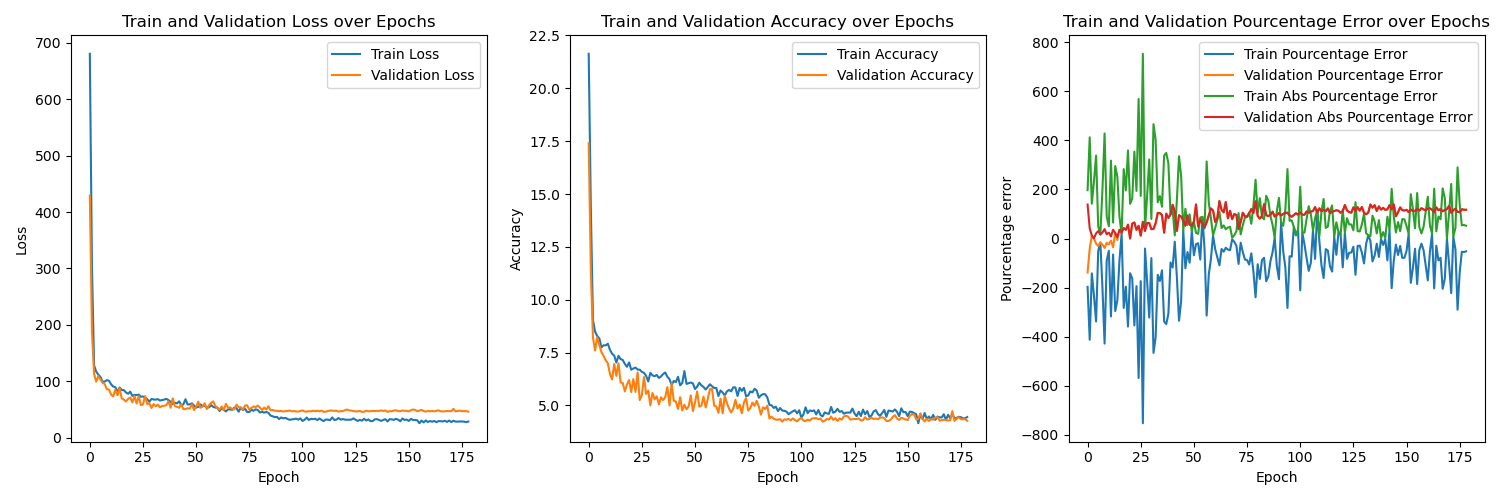 Train and Validation Loss over Epochs
700
600
500
400
300
200
100
0
Loss
0 25 50 75 100 125 150 175
Epoch
Train Loss
Validation Loss
Train and Validation Accuracy over Epochs
22.5
20.0
17.5
15.0
12.5
10.0
7.5
5.0
Accuracy
0 25 50 75 100 125 150 175
Epoch
Train Accuracy
Validation Accuracy
Train and Validation Pourcentage Error over Epochs
800
600
400
200
0
−200
−400
−600
−800
Pourcentage error
0 25 50 75 100 125 150 175
Epoch
Train Pourcentage Error
Validation Pourcentage Error
Train Abs Pourcentage Error
Validation Abs Pourcentage Error